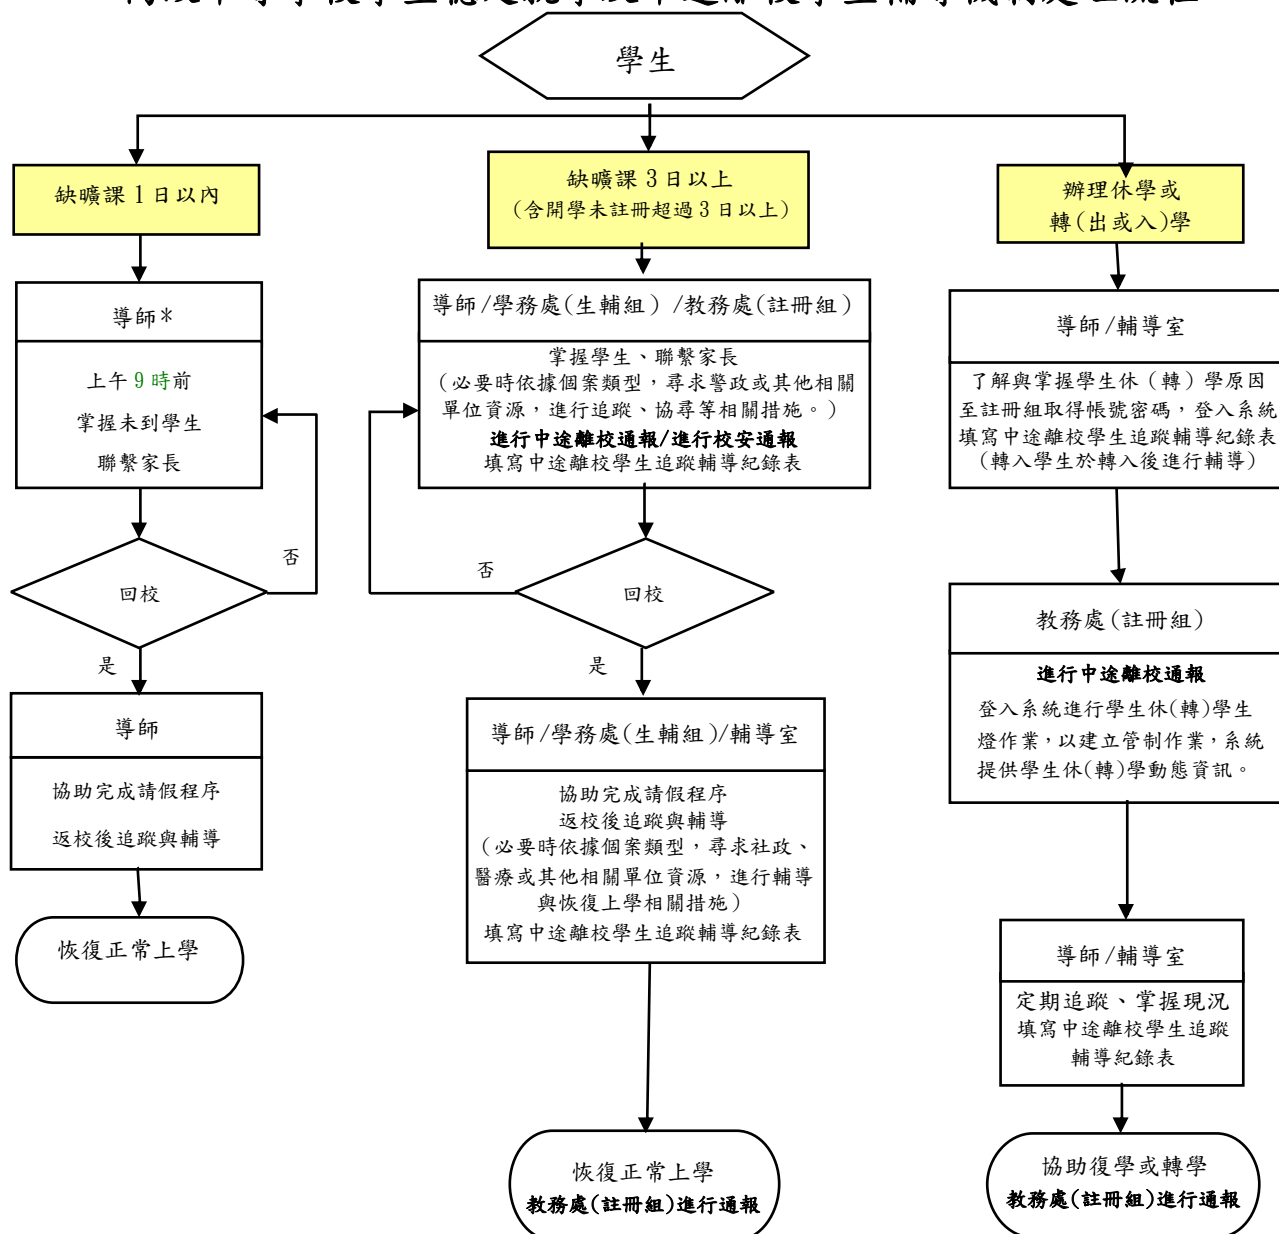 學生
缺曠課 1 日以內
缺曠課 3 日以上
(含開學未註冊超過 3 日以上)
辦理休學或
轉(出或入)學
導師*
上午 9 時前
掌握未到學生
聯繫家長
回校
否
是
導師
協助完成請假程序
返校後追蹤與輔導
恢復正常上學
導師/學務處(生輔組) /教務處(註冊組)
掌握學生、聯繫家長
(必要時依據個案類型，尋求警政或其他相關
單位資源，進行追蹤、協尋等相關措施。)
進行中途離校通報/進行校安通報
填寫中途離校學生追蹤輔導紀錄表
否
回校
是
導師/學務處(生輔組)/輔導室
協助完成請假程序
返校後追蹤與輔導
(必要時依據個案類型，尋求社政、
醫療或其他相關單位資源，進行輔導
與恢復上學相關措施)
填寫中途離校學生追蹤輔導紀錄表
恢復正常上學
教務處(註冊組)進行通報
導師/輔導室
了解與掌握學生休（轉）學原因
至註冊組取得帳號密碼，登入系統
填寫中途離校學生追蹤輔導紀錄表
(轉入學生於轉入後進行輔導)
教務處(註冊組)
進行中途離校通報
登入系統進行學生休(轉)學生
燈作業，以建立管制作業，系統
提供學生休(轉)學動態資訊。
導師/輔導室
定期追蹤、掌握現況
填寫中途離校學生追蹤
輔導紀錄表
協助復學或轉學
教務處(註冊組)進行通報